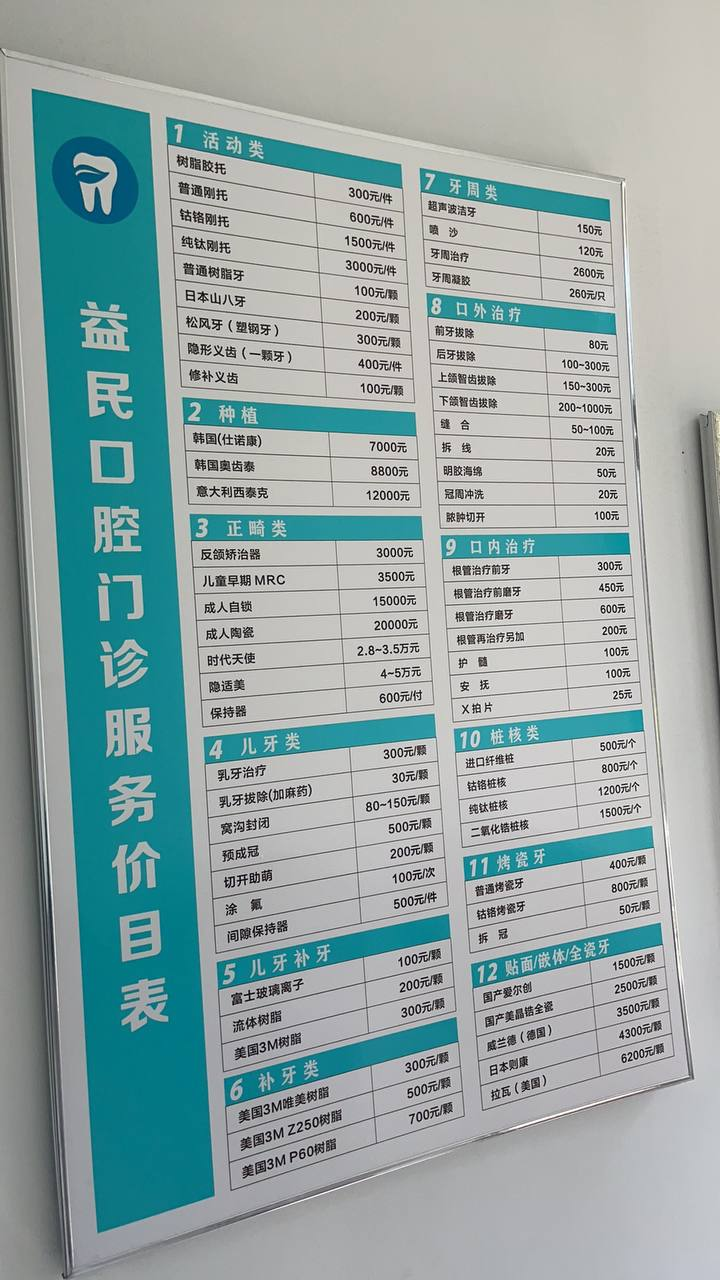 益民口腔门诊服务价目表
1 活动类
树脂胶托
普通刚托 300元/件
钴铬刚托 600元/件
纯钛刚托 1500元/件
普通树脂牙 3000元/件
日本山八牙 100元/颗
松风牙（塑钢牙） 200元/颗
隐形义齿（一颗牙） 300元/颗
修补义齿 400元/件
100元/颗
2 种植
韩国(仕诺康) 7000元
韩国奥齿泰 8800元
意大利西泰克 12000元
3 正畸类
反颌矫治器 3000元
儿童早期 MRC 3500元
成人自锁 15000元
成人陶瓷 20000元
时代天使 2.8~3.5万元
隐适美 4~5万元
保持器 600元/付
4 儿牙类
乳牙治疗 300元/颗
乳牙拔除(加麻药) 30元/颗
窝沟封闭 80~150元/颗
预成冠 500元/颗
切开助萌 200元/颗
涂 氟 100元/次
间隙保持器 500元/件
5 儿牙补牙
富士玻璃离子 100元/颗
流体树脂 200元/颗
美国3M树脂 300元/颗
6 补牙类
美国3M唯美树脂 300元/颗
美国3M Z250树脂 500元/颗
美国3M P60树脂 700元/颗
7 牙周类
超声波洁牙 150元
喷 沙 120元
牙周治疗 2600元
牙周凝胶 260元/只
8 口外治疗
前牙拔除 80元
后牙拔除 100~300元
上颌智齿拔除 150~300元
下颌智齿拔除 200~1000元
缝 合 50~100元
拆 线 20元
明胶海绵 50元
冠周冲洗 20元
脓肿切开 100元
9 口内治疗
根管治疗前牙 300元
根管治疗前磨牙 450元
根管治疗磨牙 600元
根管再治疗另加 200元
护 髓 100元
安 抚 100元
X拍片 25元
10 桩核类
进口纤维桩 500元/个
钴铬桩核 800元/个
纯钛桩核 1200元/个
二氧化锆桩核 1500元/个
11 烤瓷牙
普通烤瓷牙 400元/颗
钴铬烤瓷牙 800元/颗
拆 冠 50元/颗
12 贴面/嵌体/全瓷牙
国产爱尔创 1500元/颗
国产美晶锆全瓷 2500元/颗
威兰德（德国） 3500元/颗
日本则康 4300元/颗
拉瓦（美国） 6200元/颗